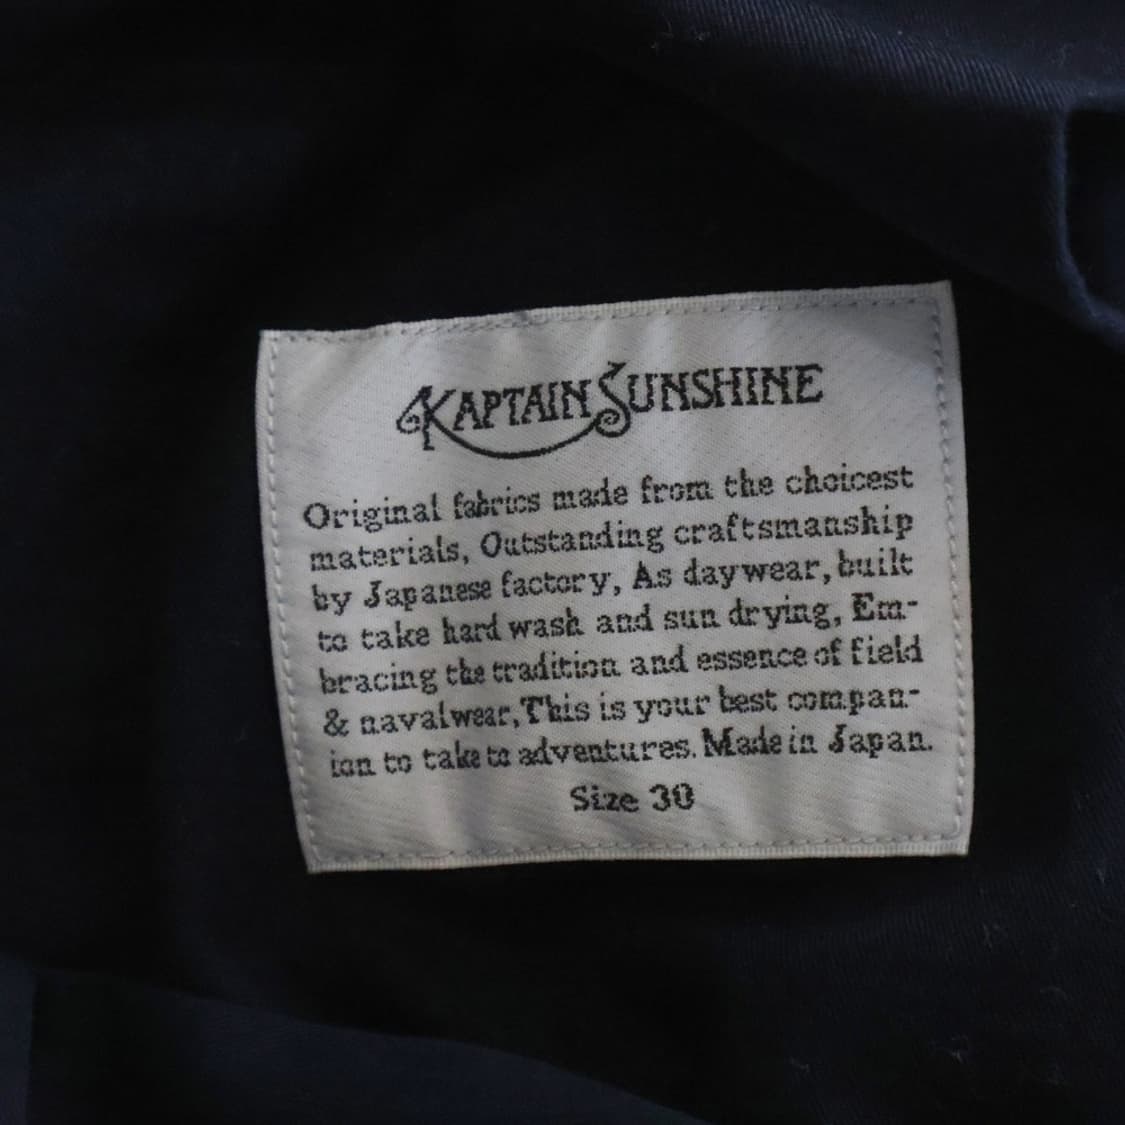 KAPTAIN SUNSHINE
Original fabrics made from the choicest
materials, Outstanding craftsmanship
by Japanese factory, As daywear, built
to take hard wash and sun drying, Em-
bracing the tradition and essence of field
& navalwear, This is your best compan-
ion to take to adventures. Made in Japan.
Size 30